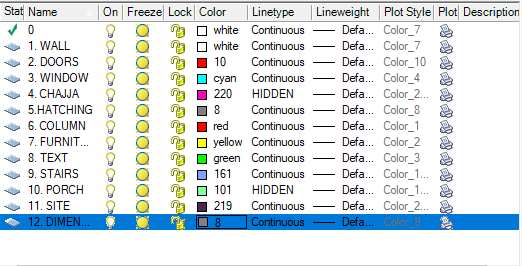 Stat Name On Freeze Lock Color Linetype Lineweight Plot Style Plot Description
0 white Continuous Defa... Color_7
1. WALL white Continuous Defa... Color_7
2. DOORS 10 Continuous Defa... Color_10
3. WINDOW cyan Continuous Defa... Color_4
4. CHAJJA 220 HIDDEN Defa... Color_2...
5.HATCHING 8 Continuous Defa... Color_8
6. COLUMN red Continuous Defa... Color_1
7. FURNIT... yellow Continuous Defa... Color_2
8. TEXT green Continuous Defa... Color_3
9. STAIRS 161 Continuous Defa... Color_1...
10. PORCH 101 HIDDEN Defa... Color_1...
11. SITE 219 Continuous Defa... Color_2...
12. DIMEN... 8 Continuous Defa... Color_8